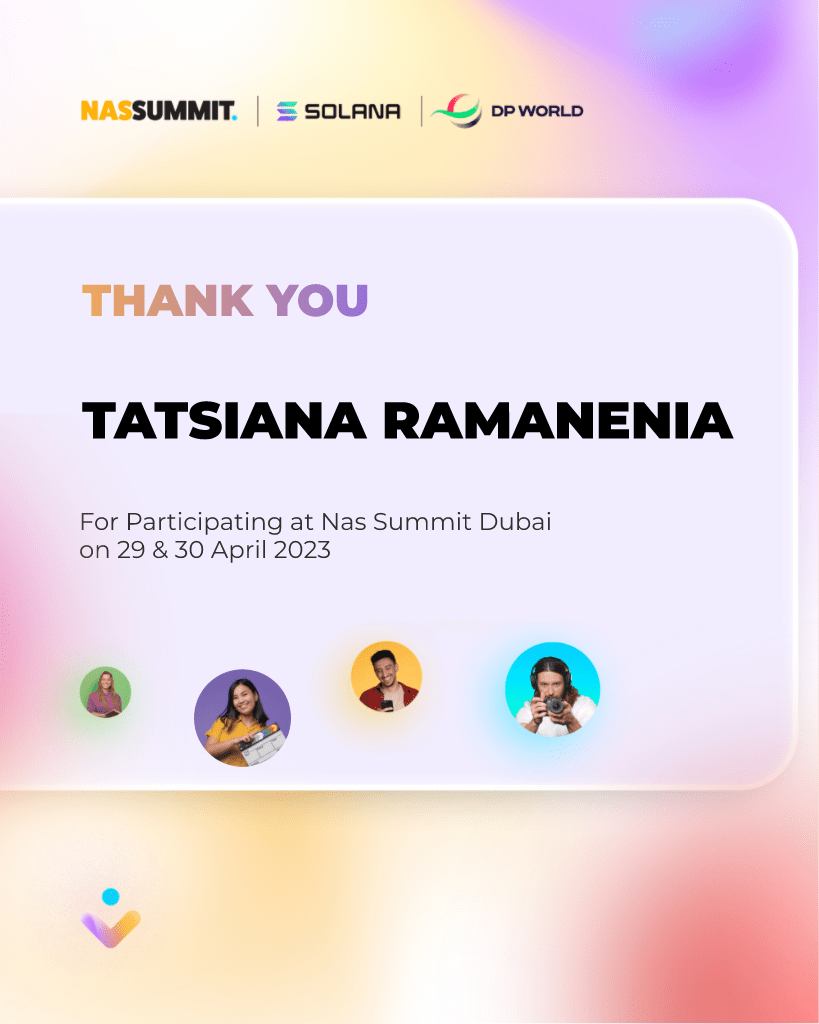 NASSUMMIT.
SOLANA
DP WORLD
THANK YOU
TATSIANA RAMANENIA
For Participating at Nas Summit Dubai
on 29 & 30 April 2023